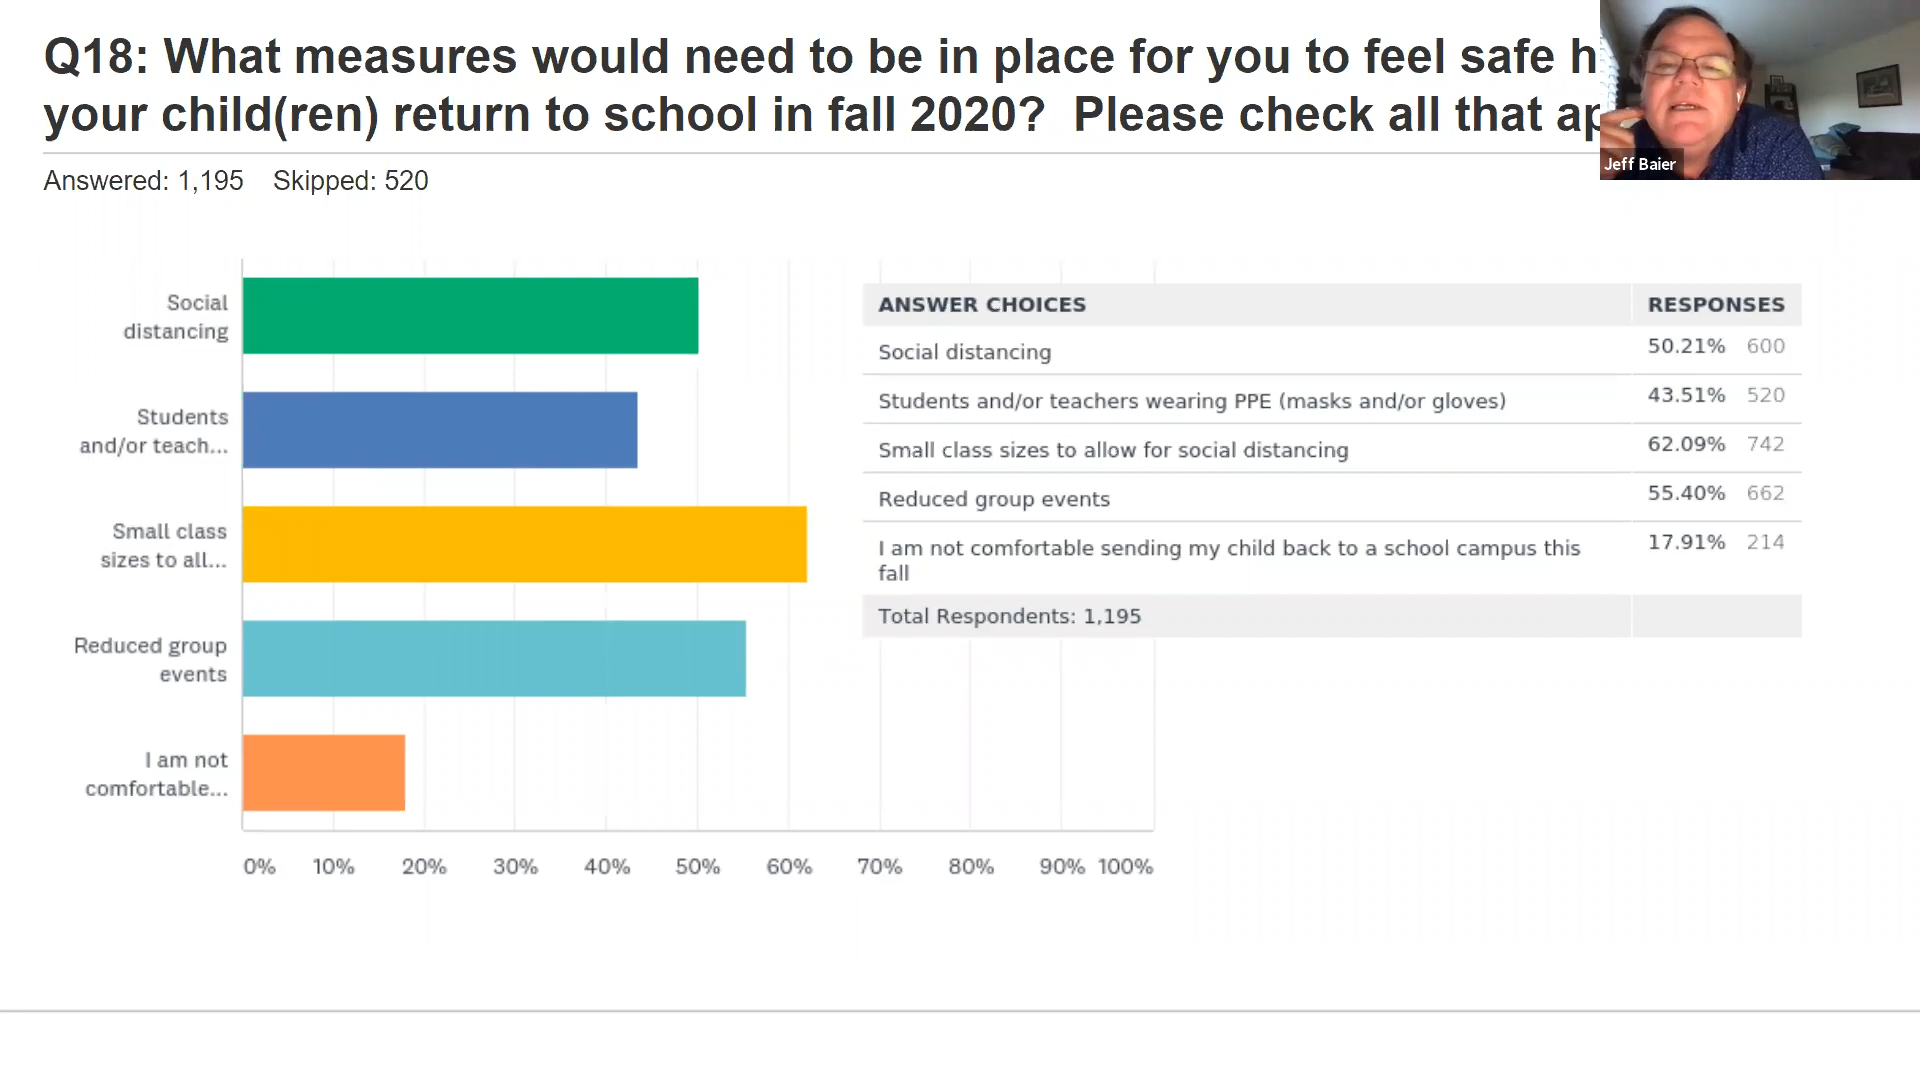 Q18: What measures would need to be in place for you to feel safe
your child(ren) return to school in fall 2020? Please check all that
Jeff Baier
Answered: 1,195 Skipped: 520
Social
distancing
Students
and/or teach...
Small class
sizes to all...
Reduced group
events
I am not
comfortable...
0% 10% 20% 30% 40% 50% 60% 70% 80% 90% 100%
ANSWER CHOICES RESPONSES
Social distancing 50.21% 600
Students and/or teachers wearing PPE (masks and/or gloves) 43.51% 520
Small class sizes to allow for social distancing 62.09% 742
Reduced group events 55.40% 662
I am not comfortable sending my child back to a school campus this 17.91% 214
fall
Total Respondents: 1,195